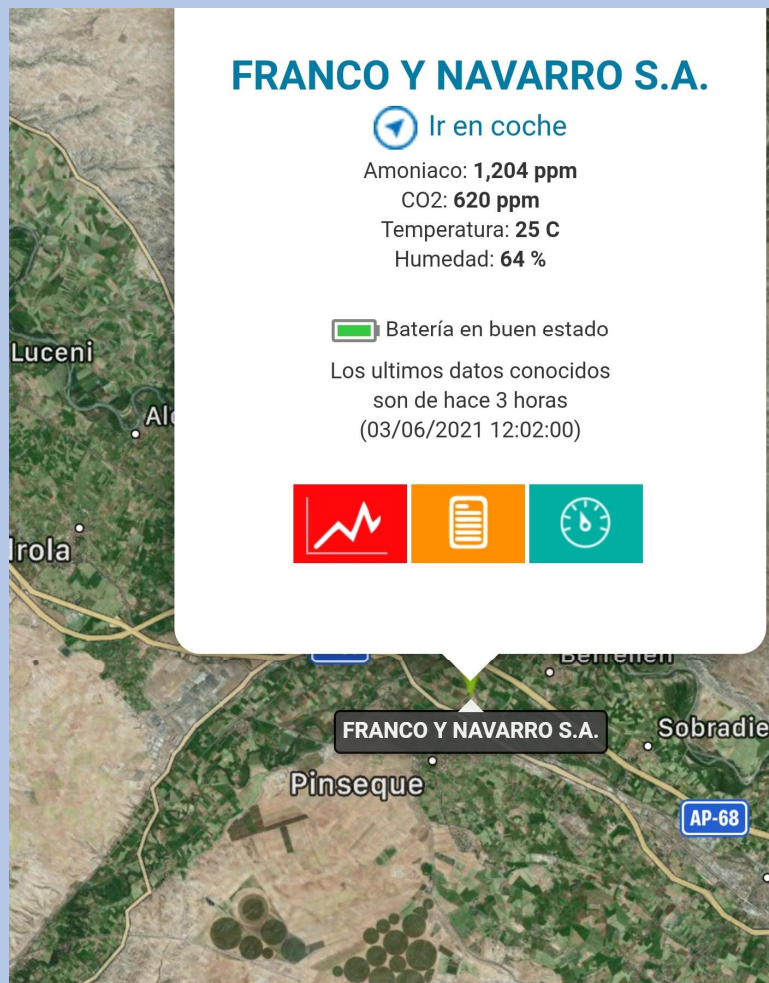 FRANCO Y NAVARRO S.A.
Ir en coche
Amoniaco: 1,204 ppm
CO2: 620 ppm
Temperatura: 25 C
Humedad: 64 %
Batería en buen estado
Los ultimos datos conocidos
son de hace 3 horas
(03/06/2021 12:02:00)
Luceni
FRANCO Y NAVARRO S.A.
Pinseque
AP-68